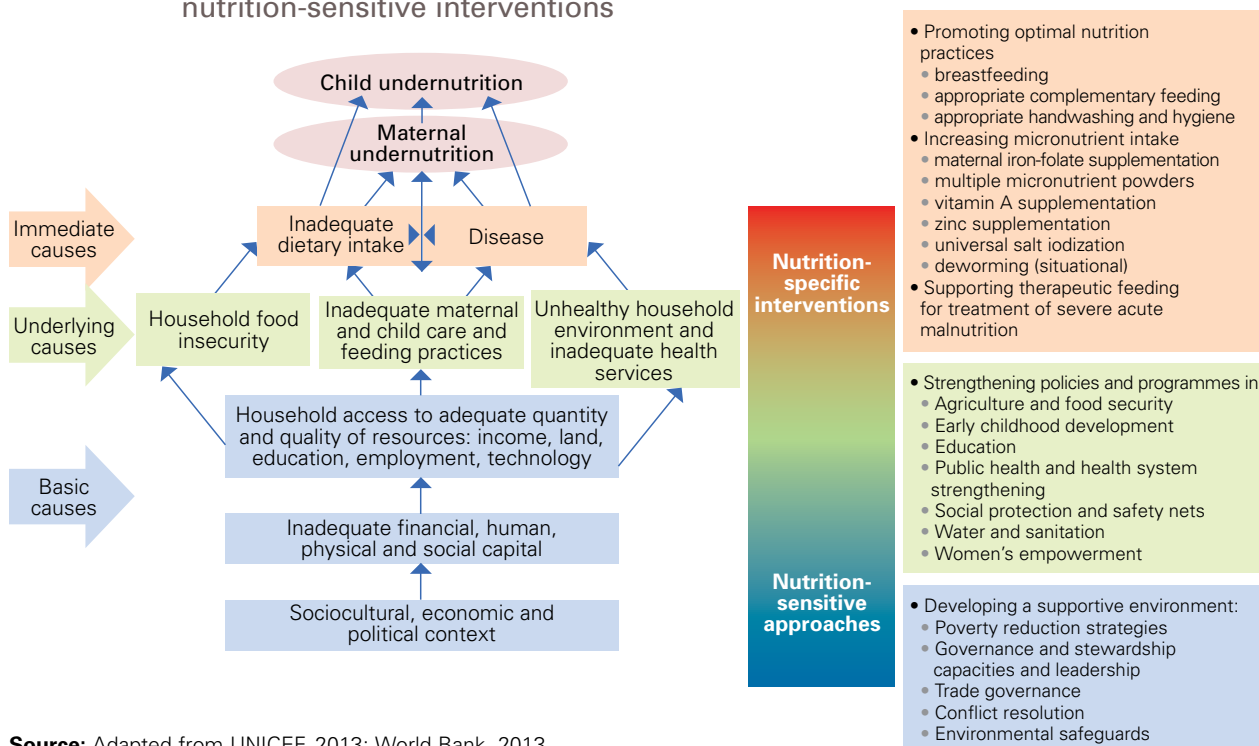 nutrition-sensitive interventions
Child undernutrition
Maternal
undernutrition
Immediate
causes
Inadequate
dietary intake
Disease
Underlying
causes
Household food
insecurity
Inadequate maternal
and child care and
feeding practices
Unhealthy household
environment and
inadequate health
services
Basic
causes
Household access to adequate quantity
and quality of resources: income, land,
education, employment, technology
Inadequate financial, human,
physical and social capital
Sociocultural, economic and
political context
Nutrition-
specific
interventions
Nutrition-
sensitive
approaches
• Promoting optimal nutrition
practices
• breastfeeding
• appropriate complementary feeding
• appropriate handwashing and hygiene
• Increasing micronutrient intake
• maternal iron-folate supplementation
• multiple micronutrient powders
• vitamin A supplementation
• zinc supplementation
• universal salt iodization
• deworming (situational)
• Supporting therapeutic feeding
for treatment of severe acute
malnutrition
• Strengthening policies and programmes in
• Agriculture and food security
• Early childhood development
• Education
• Public health and health system
strengthening
• Social protection and safety nets
• Water and sanitation
• Women's empowerment
• Developing a supportive environment:
• Poverty reduction strategies
• Governance and stewardship
capacities and leadership
• Trade governance
• Conflict resolution
• Environmental safeguards
Source: Adapted from UNICEF, 2013; World Bank, 2013